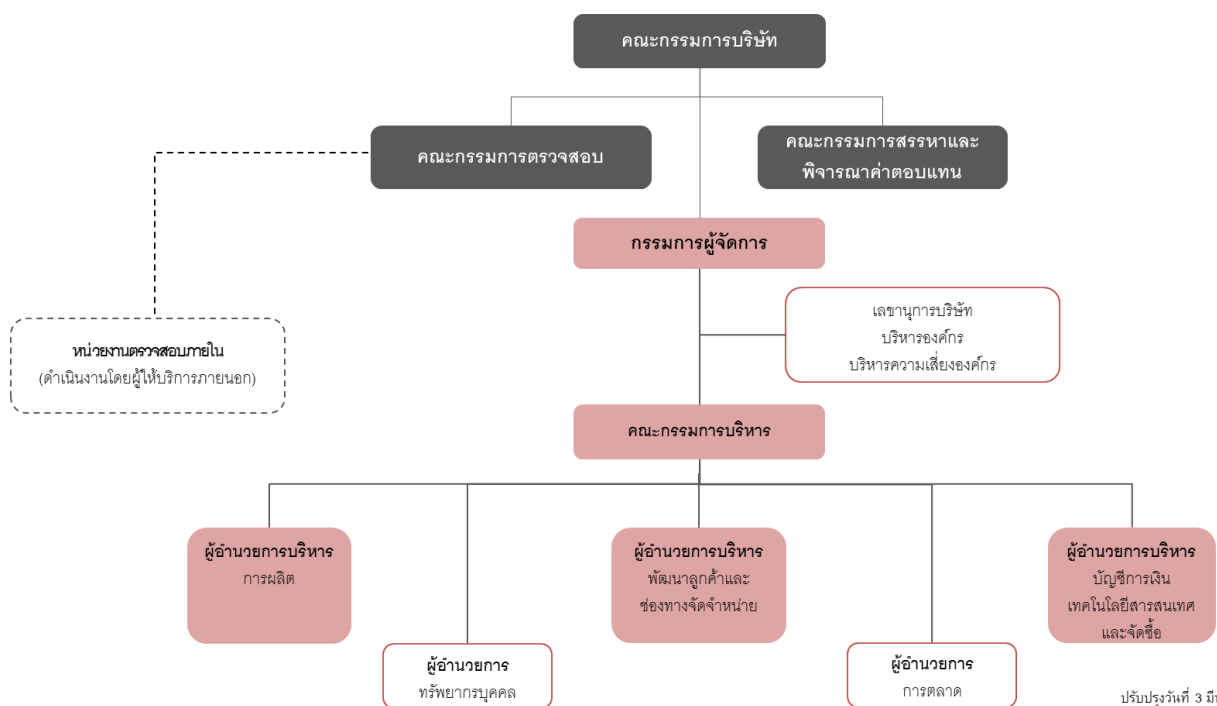 คณะกรรมการบริษัท
คณะกรรมการตรวจสอบ
คณะกรรมการสรรหาและ
พิจารณาค่าตอบแทน
กรรมการผู้จัดการ
เลขานุการบริษัท
บริหารองค์กร
บริหารความเสี่ยงองค์กร
หน่วยงานตรวจสอบภายใน
(ดำเนินงานโดยผู้ให้บริการภายนอก)
คณะกรรมการบริหาร
ผู้อำนวยการบริหาร
การผลิต
ผู้อำนวยการบริหาร
พัฒนาลูกค้าและ
ช่องทางจัดจำหน่าย
ผู้อำนวยการบริหาร
บัญชีการเงิน
เทคโนโลยีสารสนเทศ
และจัดซื้อ
ผู้อำนวยการ
ทรัพยากรบุคคล
ผู้อำนวยการ
การตลาด
ปรับปรุงวันที่ 3